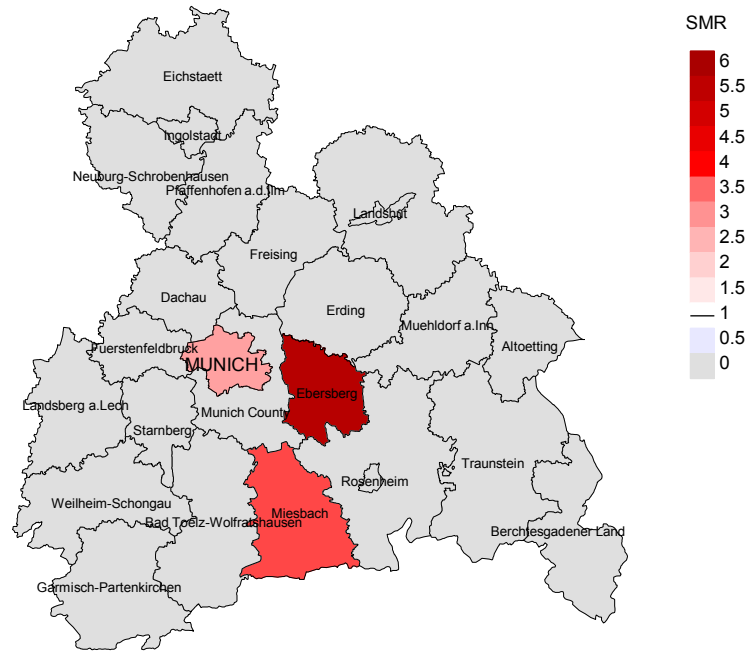 SMR
6
5.5
5
4.5
4
3.5
3
2.5
2
1.5
1
0.5
0
Eichstaett
Ingolstadt
Neuburg-Schrobenhausen
Pfaffenhofen a.d.Ilm
Landshut
Freising
Dachau
Erding
Muehldorf a.Inn
Altoetting
Fuerstenfeldbruck
MUNICH
Ebersberg
Landsberg a.Lech
Munich County
Starnberg
Traunstein
Rosenheim
Weilheim-Schongau
Miesbach
Bad Toelz-Wolfratshausen
Berchtesgadener Land
Garmisch-Partenkirchen